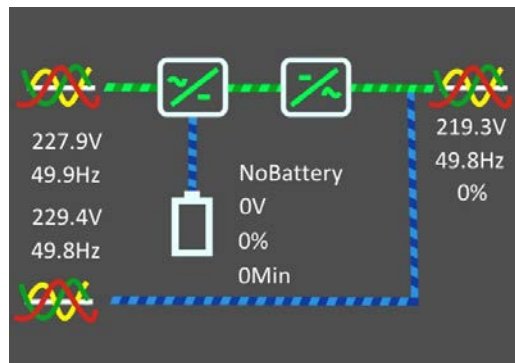 227.9V
49.9Hz
229.4V
49.8Hz
NoBattery
0V
0%
0Min
219.3V
49.8Hz
0%